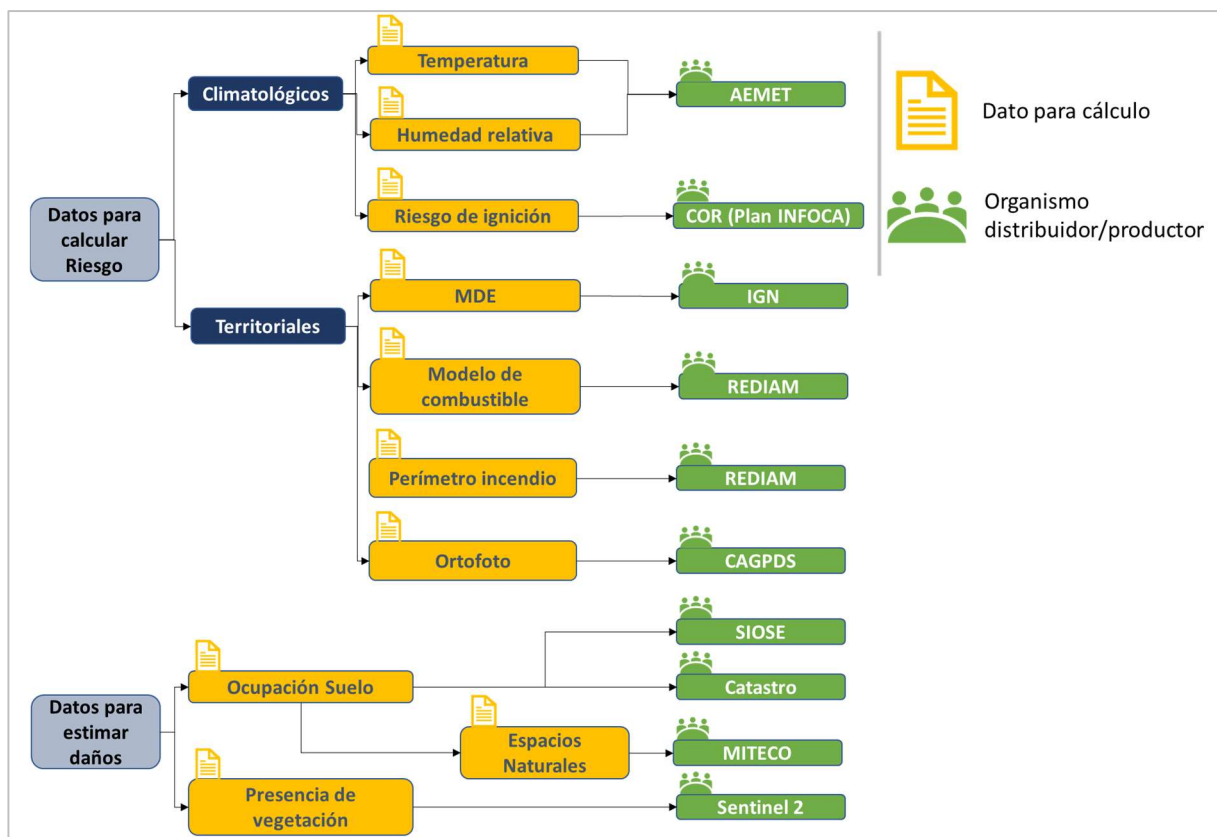 Temperatura
Climatológicos
AEMET
Humedad relativa
Datos para
calcular
Riesgo
Riesgo de ignición
COR (Plan INFOCA)
MDE
IGN
Territoriales
Modelo de
combustible
REDIAM
Perímetro incendio
REDIAM
Ortofoto
CAGPDS
Dato para cálculo
Organismo
distribuidor/productor
SIOSE
Ocupación Suelo
Catastro
Datos para
estimar
daños
Espacios
Naturales
MITECO
Presencia de
vegetación
Sentinel 2